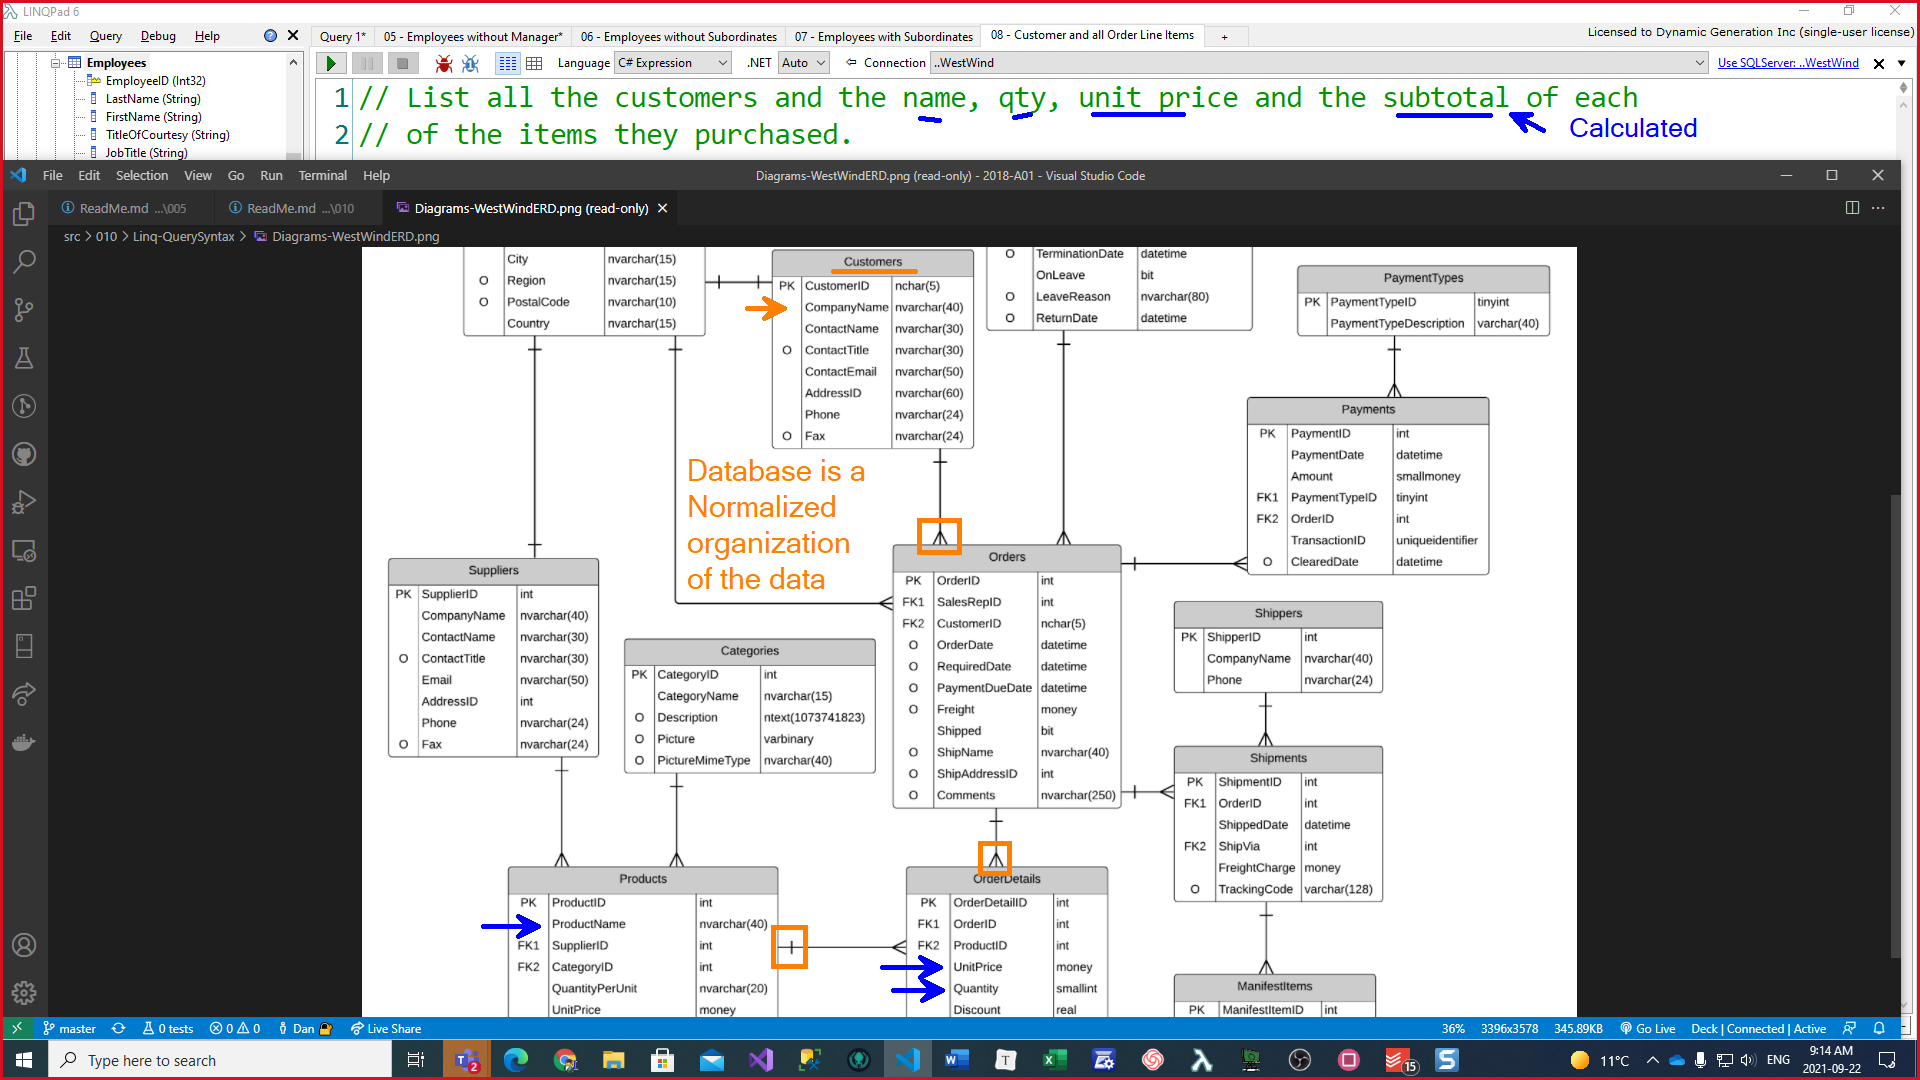 LINQPad 6
File Edit Query Debug Help
Query 1* 05 - Employees without Manager* 06 - Employees without Subordinates 07 - Employees with Subordinates 08 - Customer and all Order Line Items +
Licensed to Dynamic Generation Inc (single-user license)
Language C# Expression .NET Auto Connection ..WestWind Use SQLServer: ..WestWind
Employees
EmployeeID (Int32)
LastName (String)
FirstName (String)
TitleOfCourtesy (String)
JobTitle (String)
1 // List all the customers and the name, qty, unit price and the subtotal of each
2 // of the items they purchased.
Calculated
File Edit Selection View Go Run Terminal Help
Diagrams-WestWindERD.png (read-only) - 2018-A01 - Visual Studio Code
ReadMe.md ...\005 ReadMe.md ...\010 Diagrams-WestWindERD.png (read-only)
src > 010 > Linq-QuerySyntax > Diagrams-WestWindERD.png
City nvarchar(15)
O Region nvarchar(15)
O PostalCode nvarchar(10)
Country nvarchar(15)
Customers
PK CustomerID nchar(5)
CompanyName nvarchar(40)
ContactName nvarchar(30)
O ContactTitle nvarchar(30)
ContactEmail nvarchar(50)
AddressID nvarchar(60)
Phone nvarchar(24)
O Fax nvarchar(24)
O TerminationDate datetime
OnLeave bit
O LeaveReason nvarchar(80)
O ReturnDate datetime
PaymentTypes
PK PaymentTypeID tinyint
PaymentTypeDescription varchar(40)
Payments
PK PaymentID int
PaymentDate datetime
Amount smallmoney
FK1 PaymentTypeID tinyint
FK2 OrderID int
TransactionID uniqueidentifier
O ClearedDate datetime
Database is a
Normalized
organization
of the data
Suppliers
PK SupplierID int
CompanyName nvarchar(40)
ContactName nvarchar(30)
O ContactTitle nvarchar(30)
Email nvarchar(50)
AddressID int
Phone nvarchar(24)
O Fax nvarchar(24)
Categories
PK CategoryID int
CategoryName nvarchar(15)
O Description ntext(1073741823)
O Picture varbinary
O PictureMimeType nvarchar(40)
Orders
PK OrderID int
FK1 SalesRepID int
FK2 CustomerID nchar(5)
O OrderDate datetime
O RequiredDate datetime
O PaymentDueDate datetime
O Freight money
Shipped bit
O ShipName nvarchar(40)
O ShipAddressID int
O Comments nvarchar(250)
Shippers
PK ShipperID int
CompanyName nvarchar(40)
Phone nvarchar(24)
Shipments
PK ShipmentID int
FK1 OrderID int
ShippedDate datetime
FK2 ShipVia int
FreightCharge money
O TrackingCode varchar(128)
Products
PK ProductID int
ProductName nvarchar(40)
FK1 SupplierID int
FK2 CategoryID int
QuantityPerUnit nvarchar(20)
UnitPrice money
OrderDetails
PK OrderDetailID int
FK1 OrderID int
FK2 ProductID int
UnitPrice money
Quantity smallint
Discount real
ManifestItems
PK ManifestItemID int
master 0 tests 0 0 Dan Live Share 36% 3396x3578 345.89KB Go Live Deck | Connected | Active
Type here to search
2
15
11°C ENG
9:14 AM
2021-09-22